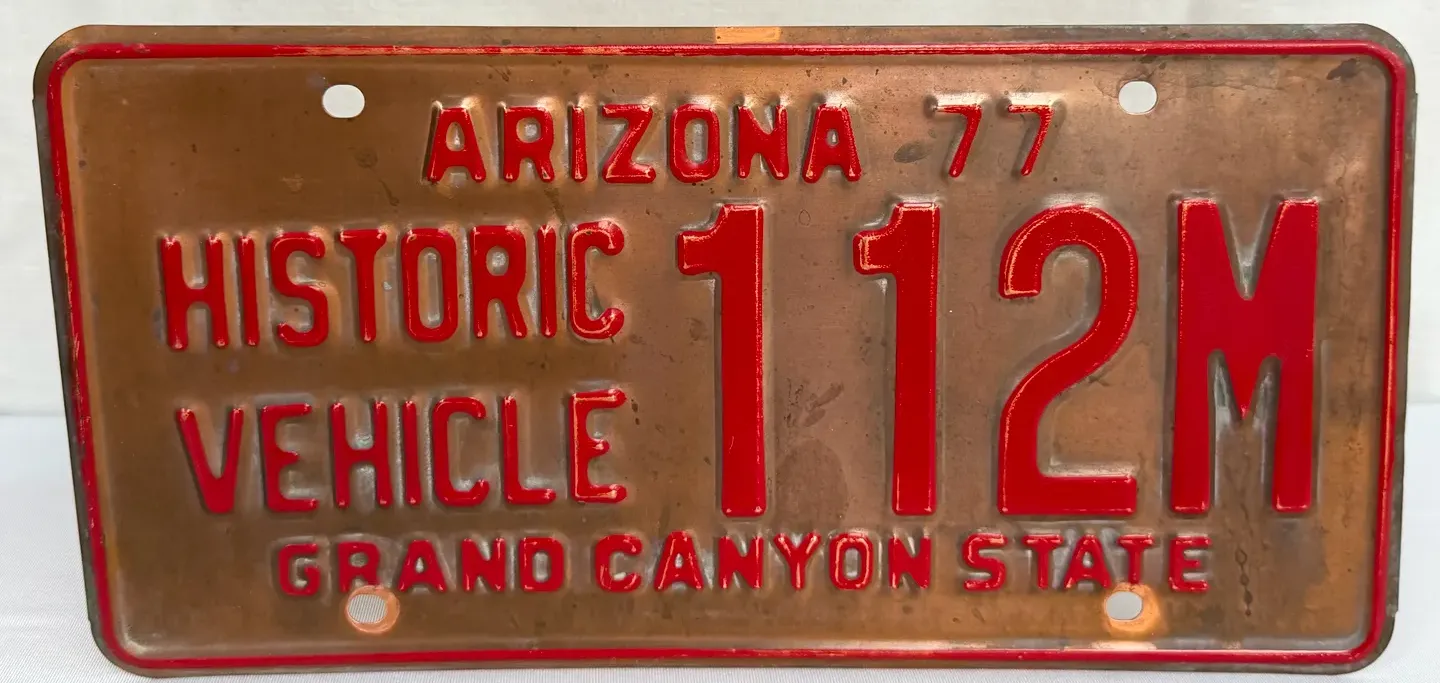 ARIZONA 77
HISTORIC
VEHICLE
112M
GRAND CANYON STATE